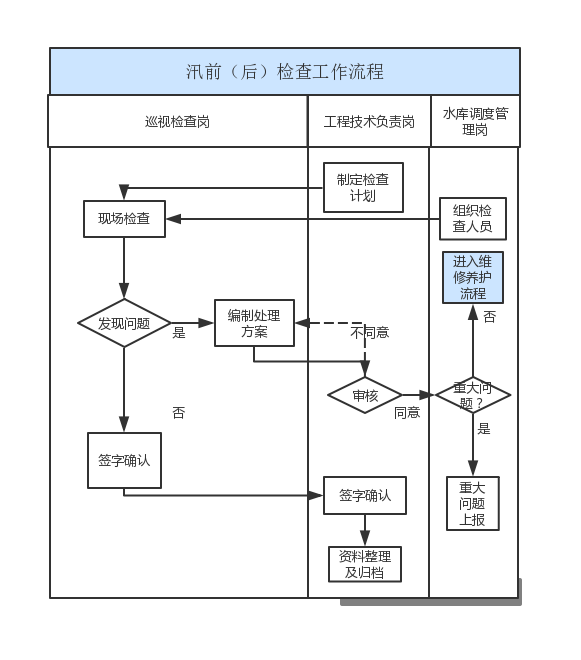 汛前（后）检查工作流程
巡视检查岗
工程技术负责岗
水库调度管
理岗
制定检查
计划
现场检查
组织检
查人员
进入维
修养护
流程
发现问题
是
编制处理
方案
不同意
否
重大问
题？
审核
同意
否
是
签字确认
签字确认
重大
问题
上报
资料整理
及归档